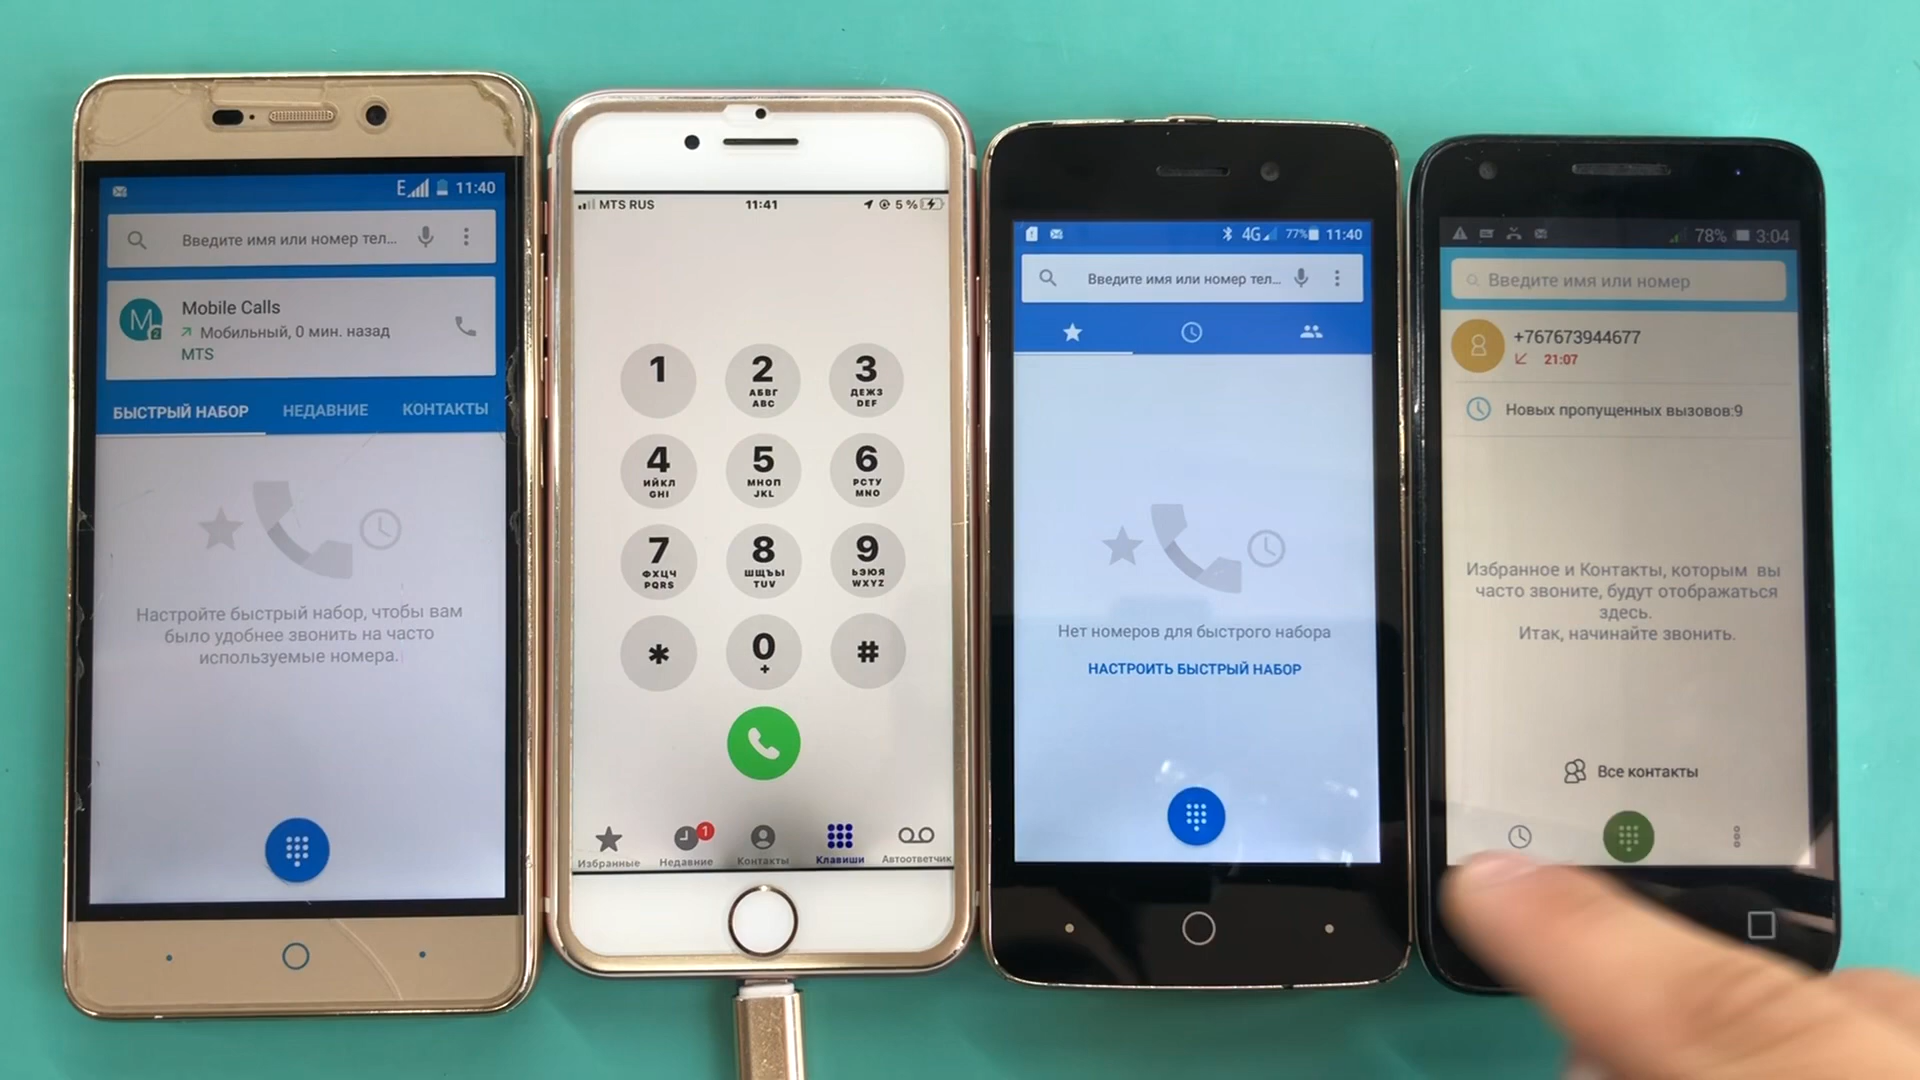 E 11:40
Введите имя или номер тел...
Mobile Calls
Мобильный, 0 мин. назад
MTS
БЫСТРЫЙ НАБОР НЕДАВНИЕ КОНТАКТЫ
Настройте быстрый набор, чтобы вам
было удобнее звонить на часто
используемые номера.
MTS RUS 11:41 5 %
1 2 3
АБВГ ДЕЖЗ
ABC DEF
4 5 6
ИЙКЛ МНОП РСТУ
GHI JKL MNO
7 8 9
ФХЦЧ ШЩЪЫ ЬЭЮЯ
PQRS TUV WXYZ
* 0 #
+
1
Избранные Недавние Контакты Клавиши Автоответчик
4G 77% 11:40
Введите имя или номер тел...
Нет номеров для быстрого набора
НАСТРОИТЬ БЫСТРЫЙ НАБОР
78% 3:04
Введите имя или номер
+767673944677
21:07
Новых пропущенных вызовов:9
Избранное и Контакты, которым вы
часто звоните, будут отображаться
здесь.
Итак, начинайте звонить.
Все контакты